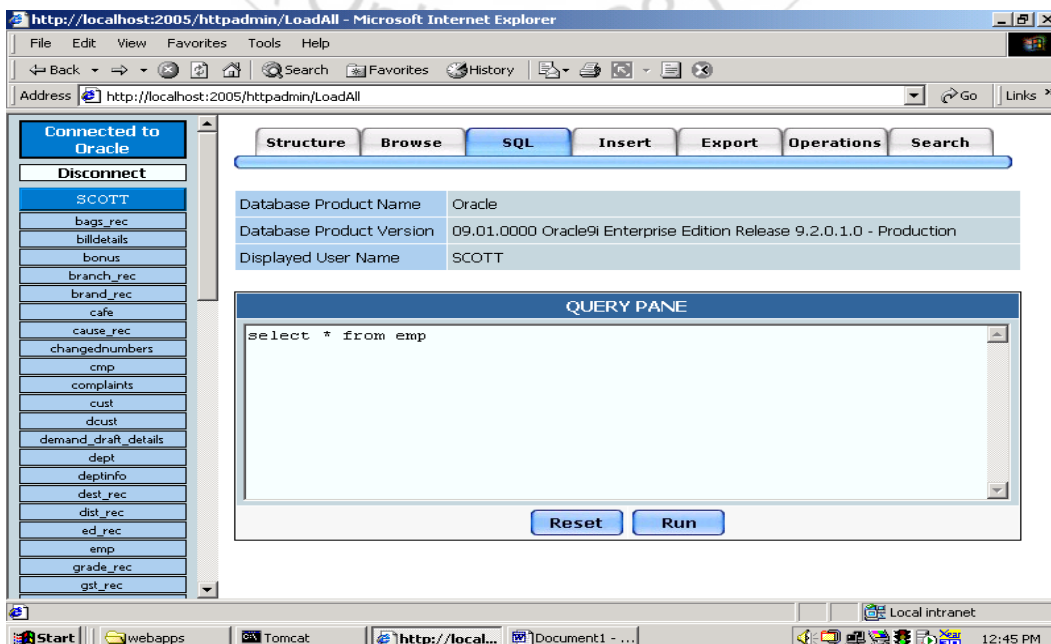 http://localhost:2005/httpadmin/LoadAll - Microsoft Internet Explorer
File Edit View Favorites Tools Help
Back Search Favorites History
Address http://localhost:2005/httpadmin/LoadAll Go Links
Connected to
Oracle
Disconnect
SCOTT
bags_rec
billdetails
bonus
branch_rec
brand_rec
cafe
cause_rec
changednumbers
cmp
complaints
cust
dcust
demand_draft_details
dept
deptinfo
dest_rec
dist_rec
ed_rec
emp
grade_rec
gst_rec
Structure Browse SQL Insert Export Operations Search
Database Product Name Oracle
Database Product Version 09.01.0000 Oracle9i Enterprise Edition Release 9.2.0.1.0 - Production
Displayed User Name SCOTT
QUERY PANE
select * from emp
Reset Run
Local intranet
Start webapps Tomcat http://local... Document1 - ... 12:45 PM